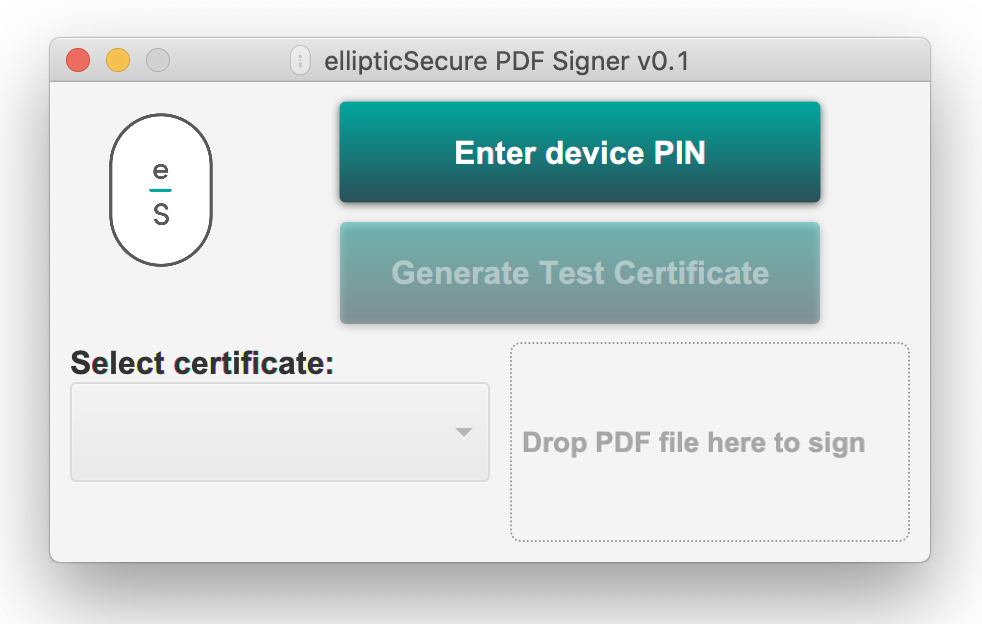 ellipticSecure PDF Signer v0.1
e
S
Enter device PIN
Generate Test Certificate
Select certificate:
Drop PDF file here to sign